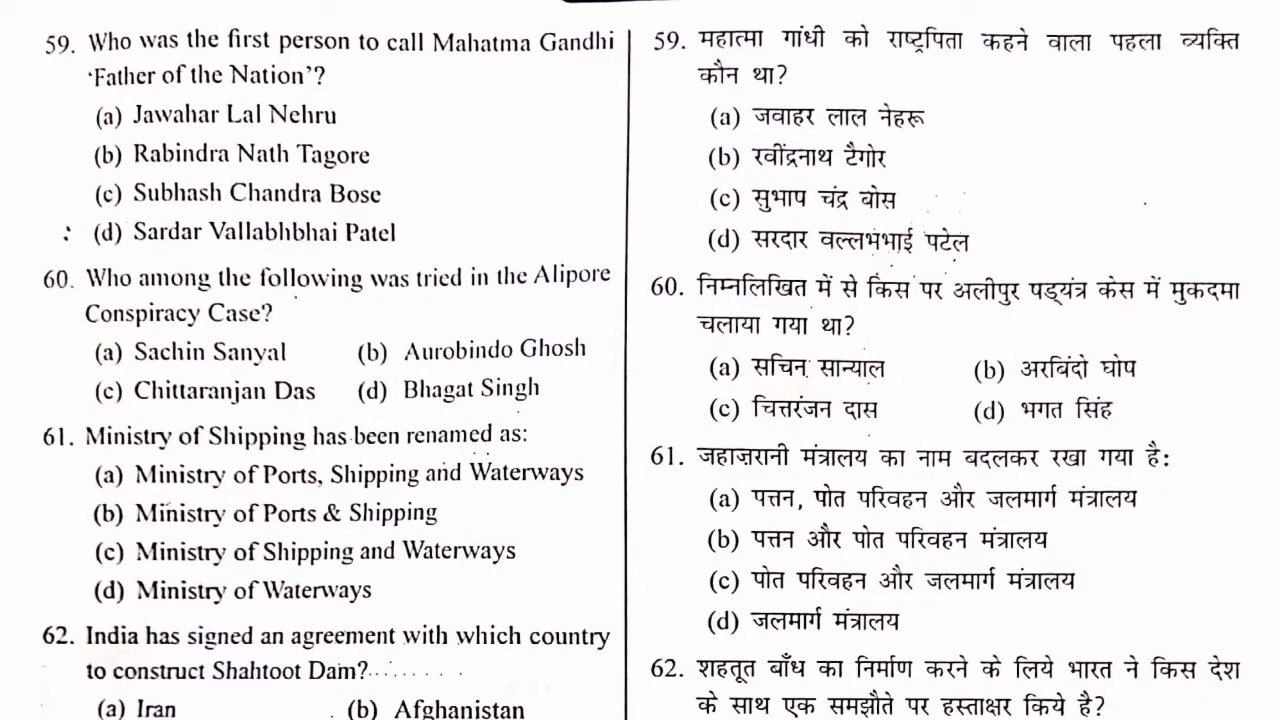 59. Who was the first person to call Mahatma Gandhi
'Father of the Nation'?
(a) Jawahar Lal Nehru
(b) Rabindra Nath Tagore
(c) Subhash Chandra Bose
(d) Sardar Vallabhbhai Patel
60. Who among the following was tried in the Alipore
Conspiracy Case?
(a) Sachin Sanyal (b) Aurobindo Ghosh
(c) Chittaranjan Das (d) Bhagat Singh
61. Ministry of Shipping has been renamed as:
(a) Ministry of Ports, Shipping and Waterways
(b) Ministry of Ports & Shipping
(c) Ministry of Shipping and Waterways
(d) Ministry of Waterways
62. India has signed an agreement with which country
to construct Shahtoot Dam?
(a) Iran (b) Afghanistan
59. महात्मा गांधी को राष्ट्रपिता कहने वाला पहला व्यक्ति
कौन था?
(a) जवाहर लाल नेहरू
(b) रवींद्रनाथ टैगोर
(c) सुभाष चंद्र बोस
(d) सरदार वल्लभभाई पटेल
60. निम्नलिखित में से किस पर अलीपुर षड्यंत्र केस में मुकदमा
चलाया गया था?
(a) सचिन सान्याल (b) अरबिंदो घोष
(c) चित्तरंजन दास (d) भगत सिंह
61. जहाज़रानी मंत्रालय का नाम बदलकर रखा गया है:
(a) पत्तन, पोत परिवहन और जलमार्ग मंत्रालय
(b) पत्तन और पोत परिवहन मंत्रालय
(c) पोत परिवहन और जलमार्ग मंत्रालय
(d) जलमार्ग मंत्रालय
62. शहतूत बाँध का निर्माण करने के लिये भारत ने किस देश
के साथ एक समझौते पर हस्ताक्षर किये है?